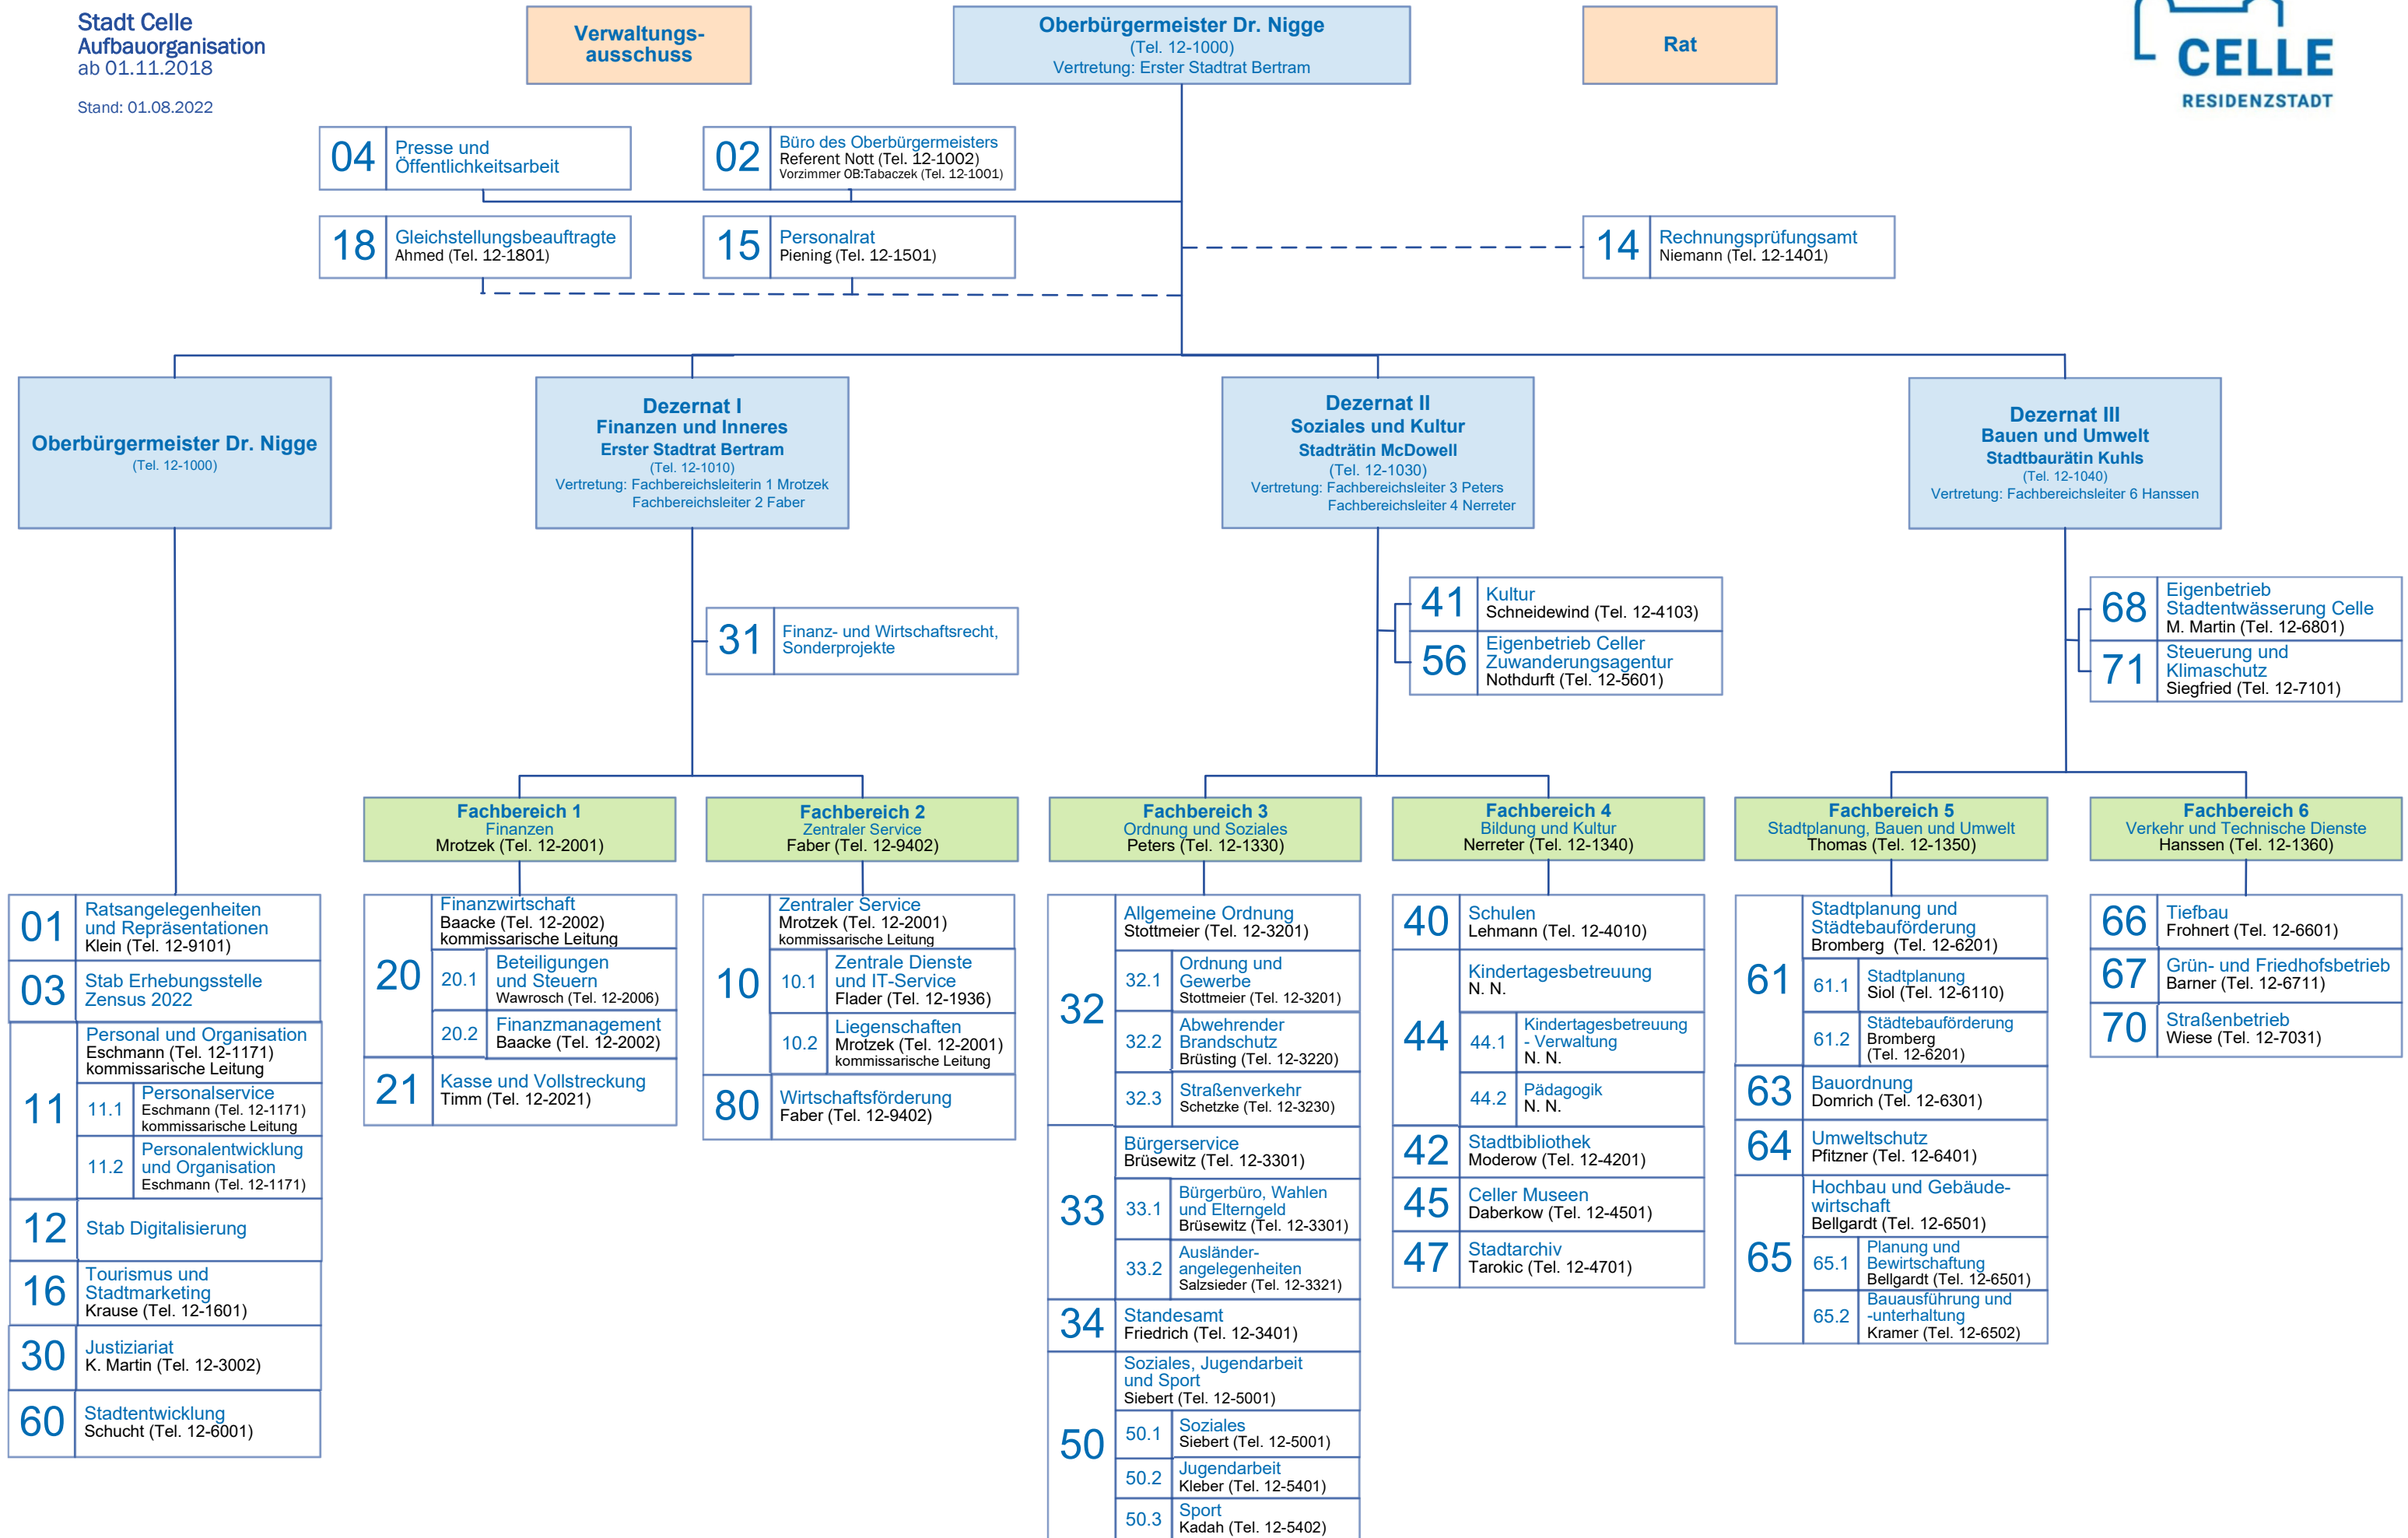 Stadt Celle
Aufbauorganisation
ab 01.11.2018
Stand: 01.08.2022
Verwaltungs-
ausschuss
Oberbürgermeister Dr. Nigge
(Tel. 12-1000)
Vertretung: Erster Stadtrat Bertram
Rat
CELLE
RESIDENZSTADT
04
Presse und
Öffentlichkeitsarbeit
02
Büro des Oberbürgermeisters
Referent Nott (Tel. 12-1002)
Vorzimmer OB:Tabaczek (Tel. 12-1001)
18
Gleichstellungsbeauftragte
Ahmed (Tel. 12-1801)
15
Personalrat
Piening (Tel. 12-1501)
14
Rechnungsprüfungsamt
Niemann (Tel. 12-1401)
Oberbürgermeister Dr. Nigge
(Tel. 12-1000)
Dezernat I
Finanzen und Inneres
Erster Stadtrat Bertram
(Tel. 12-1010)
Vertretung: Fachbereichsleiterin 1 Mrotzek
Fachbereichsleiter 2 Faber
Dezernat II
Soziales und Kultur
Stadträtin McDowell
(Tel. 12-1030)
Vertretung: Fachbereichsleiter 3 Peters
Fachbereichsleiter 4 Nerreter
Dezernat III
Bauen und Umwelt
Stadtbaurätin Kuhls
(Tel. 12-1040)
Vertretung: Fachbereichsleiter 6 Hanssen
31
Finanz- und Wirtschaftsrecht,
Sonderprojekte
41
Kultur
Schneidewind (Tel. 12-4103)
56
Eigenbetrieb Celler
Zuwanderungsagentur
Nothdurft (Tel. 12-5601)
68
Eigenbetrieb
Stadtentwässerung Celle
M. Martin (Tel. 12-6801)
71
Steuerung und
Klimaschutz
Siegfried (Tel. 12-7101)
Fachbereich 1
Finanzen
Mrotzek (Tel. 12-2001)
Fachbereich 2
Zentraler Service
Faber (Tel. 12-9402)
Fachbereich 3
Ordnung und Soziales
Peters (Tel. 12-1330)
Fachbereich 4
Bildung und Kultur
Nerreter (Tel. 12-1340)
Fachbereich 5
Stadtplanung, Bauen und Umwelt
Thomas (Tel. 12-1350)
Fachbereich 6
Verkehr und Technische Dienste
Hanssen (Tel. 12-1360)
01
Ratsangelegenheiten
und Repräsentationen
Klein (Tel. 12-9101)
03
Stab Erhebungsstelle
Zensus 2022
11
Personal und Organisation
Eschmann (Tel. 12-1171)
kommissarische Leitung
11.1
Personalservice
Eschmann (Tel. 12-1171)
kommissarische Leitung
11.2
Personalentwicklung
und Organisation
Eschmann (Tel. 12-1171)
12
Stab Digitalisierung
16
Tourismus und
Stadtmarketing
Krause (Tel. 12-1601)
30
Justiziariat
K. Martin (Tel. 12-3002)
60
Stadtentwicklung
Schucht (Tel. 12-6001)
20
Finanzwirtschaft
Baacke (Tel. 12-2002)
kommissarische Leitung
20.1
Beteiligungen
und Steuern
Wawrosch (Tel. 12-2006)
20.2
Finanzmanagement
Baacke (Tel. 12-2002)
21
Kasse und Vollstreckung
Timm (Tel. 12-2021)
10
Zentraler Service
Mrotzek (Tel. 12-2001)
kommissarische Leitung
10.1
Zentrale Dienste
und IT-Service
Flader (Tel. 12-1936)
10.2
Liegenschaften
Mrotzek (Tel. 12-2001)
kommissarische Leitung
80
Wirtschaftsförderung
Faber (Tel. 12-9402)
32
Allgemeine Ordnung
Stottmeier (Tel. 12-3201)
32.1
Ordnung und
Gewerbe
Stottmeier (Tel. 12-3201)
32.2
Abwehrender
Brandschutz
Brüsting (Tel. 12-3220)
32.3
Straßenverkehr
Schetzke (Tel. 12-3230)
33
Bürgerservice
Brüsewitz (Tel. 12-3301)
33.1
Bürgerbüro, Wahlen
und Elterngeld
Brüsewitz (Tel. 12-3301)
33.2
Ausländer-
angelegenheiten
Salzsieder (Tel. 12-3321)
34
Standesamt
Friedrich (Tel. 12-3401)
50
Soziales, Jugendarbeit
und Sport
Siebert (Tel. 12-5001)
50.1
Soziales
Siebert (Tel. 12-5001)
50.2
Jugendarbeit
Kleber (Tel. 12-5401)
50.3
Sport
Kadah (Tel. 12-5402)
40
Schulen
Lehmann (Tel. 12-4010)
44
Kindertagesbetreuung
N. N.
44.1
Kindertagesbetreuung
- Verwaltung
N. N.
44.2
Pädagogik
N. N.
42
Stadtbibliothek
Moderow (Tel. 12-4201)
45
Celler Museen
Daberkow (Tel. 12-4501)
47
Stadtarchiv
Tarokic (Tel. 12-4701)
61
Stadtplanung und
Städtebauförderung
Bromberg (Tel. 12-6201)
61.1
Stadtplanung
Siol (Tel. 12-6110)
61.2
Städtebauförderung
Bromberg
(Tel. 12-6201)
63
Bauordnung
Domrich (Tel. 12-6301)
64
Umweltschutz
Pfitzner (Tel. 12-6401)
65
Hochbau und Gebäude-
wirtschaft
Bellgardt (Tel. 12-6501)
65.1
Planung und
Bewirtschaftung
Bellgardt (Tel. 12-6501)
65.2
Bauausführung und
-unterhaltung
Kramer (Tel. 12-6502)
66
Tiefbau
Frohnert (Tel. 12-6601)
67
Grün- und Friedhofsbetrieb
Barner (Tel. 12-6711)
70
Straßenbetrieb
Wiese (Tel. 12-7031)